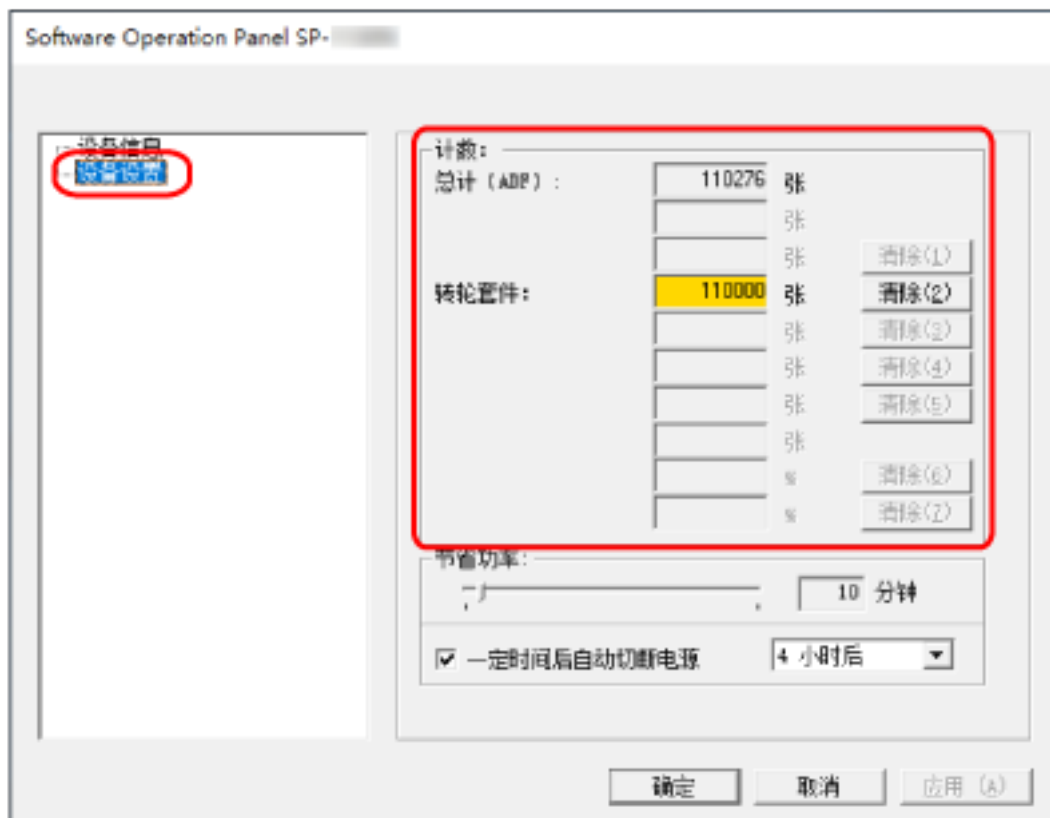 Software Operation Panel SP-
设备信息
设备设置
计数:
总计 (ADF) : 110276 张
张
张 清除(1)
转轮套件: 110000 张 清除(2)
张 清除(3)
张 清除(4)
张 清除(5)
张
% 清除(6)
% 清除(7)
节省功率:
10 分钟
一定时间后自动切断电源 4 小时后
确定 取消 应用 (A)